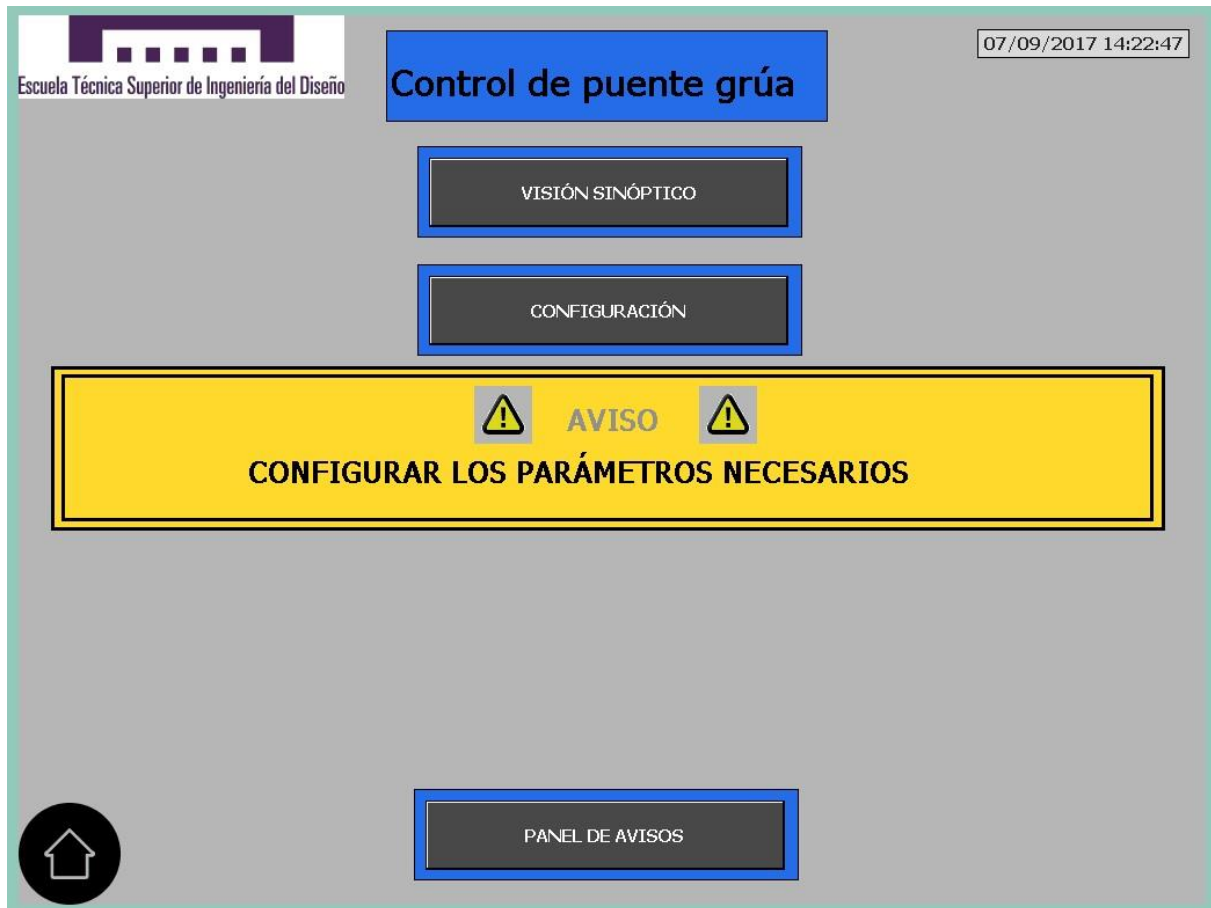 Escuela Técnica Superior de Ingeniería del Diseño
Control de puente grúa
07/09/2017 14:22:47
VISIÓN SINÓPTICO
CONFIGURACIÓN
AVISO
CONFIGURAR LOS PARÁMETROS NECESARIOS
PANEL DE AVISOS